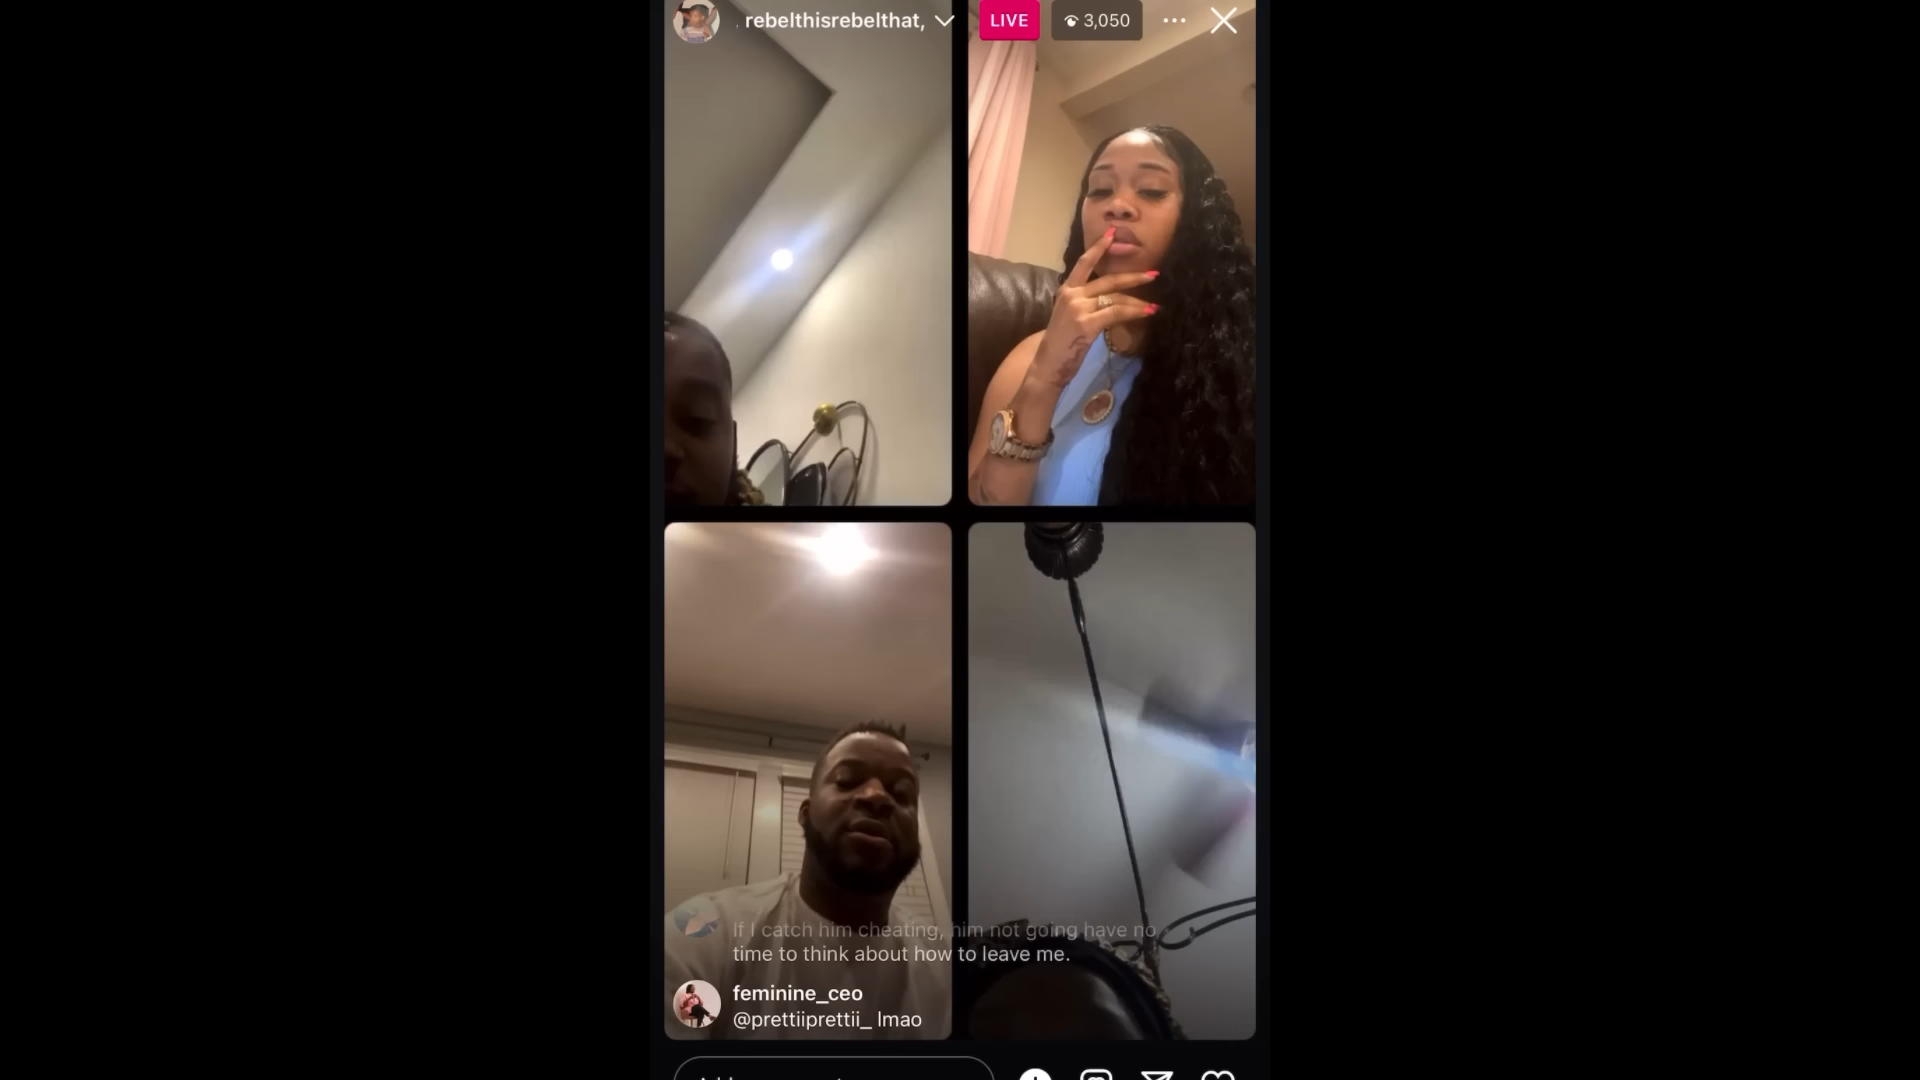 rebelthisrebelthat,
LIVE
3,050
If I catch him cheating, him not going have no
time to think about how to leave me.
feminine_ceo
@prettiiprettii_ lmao